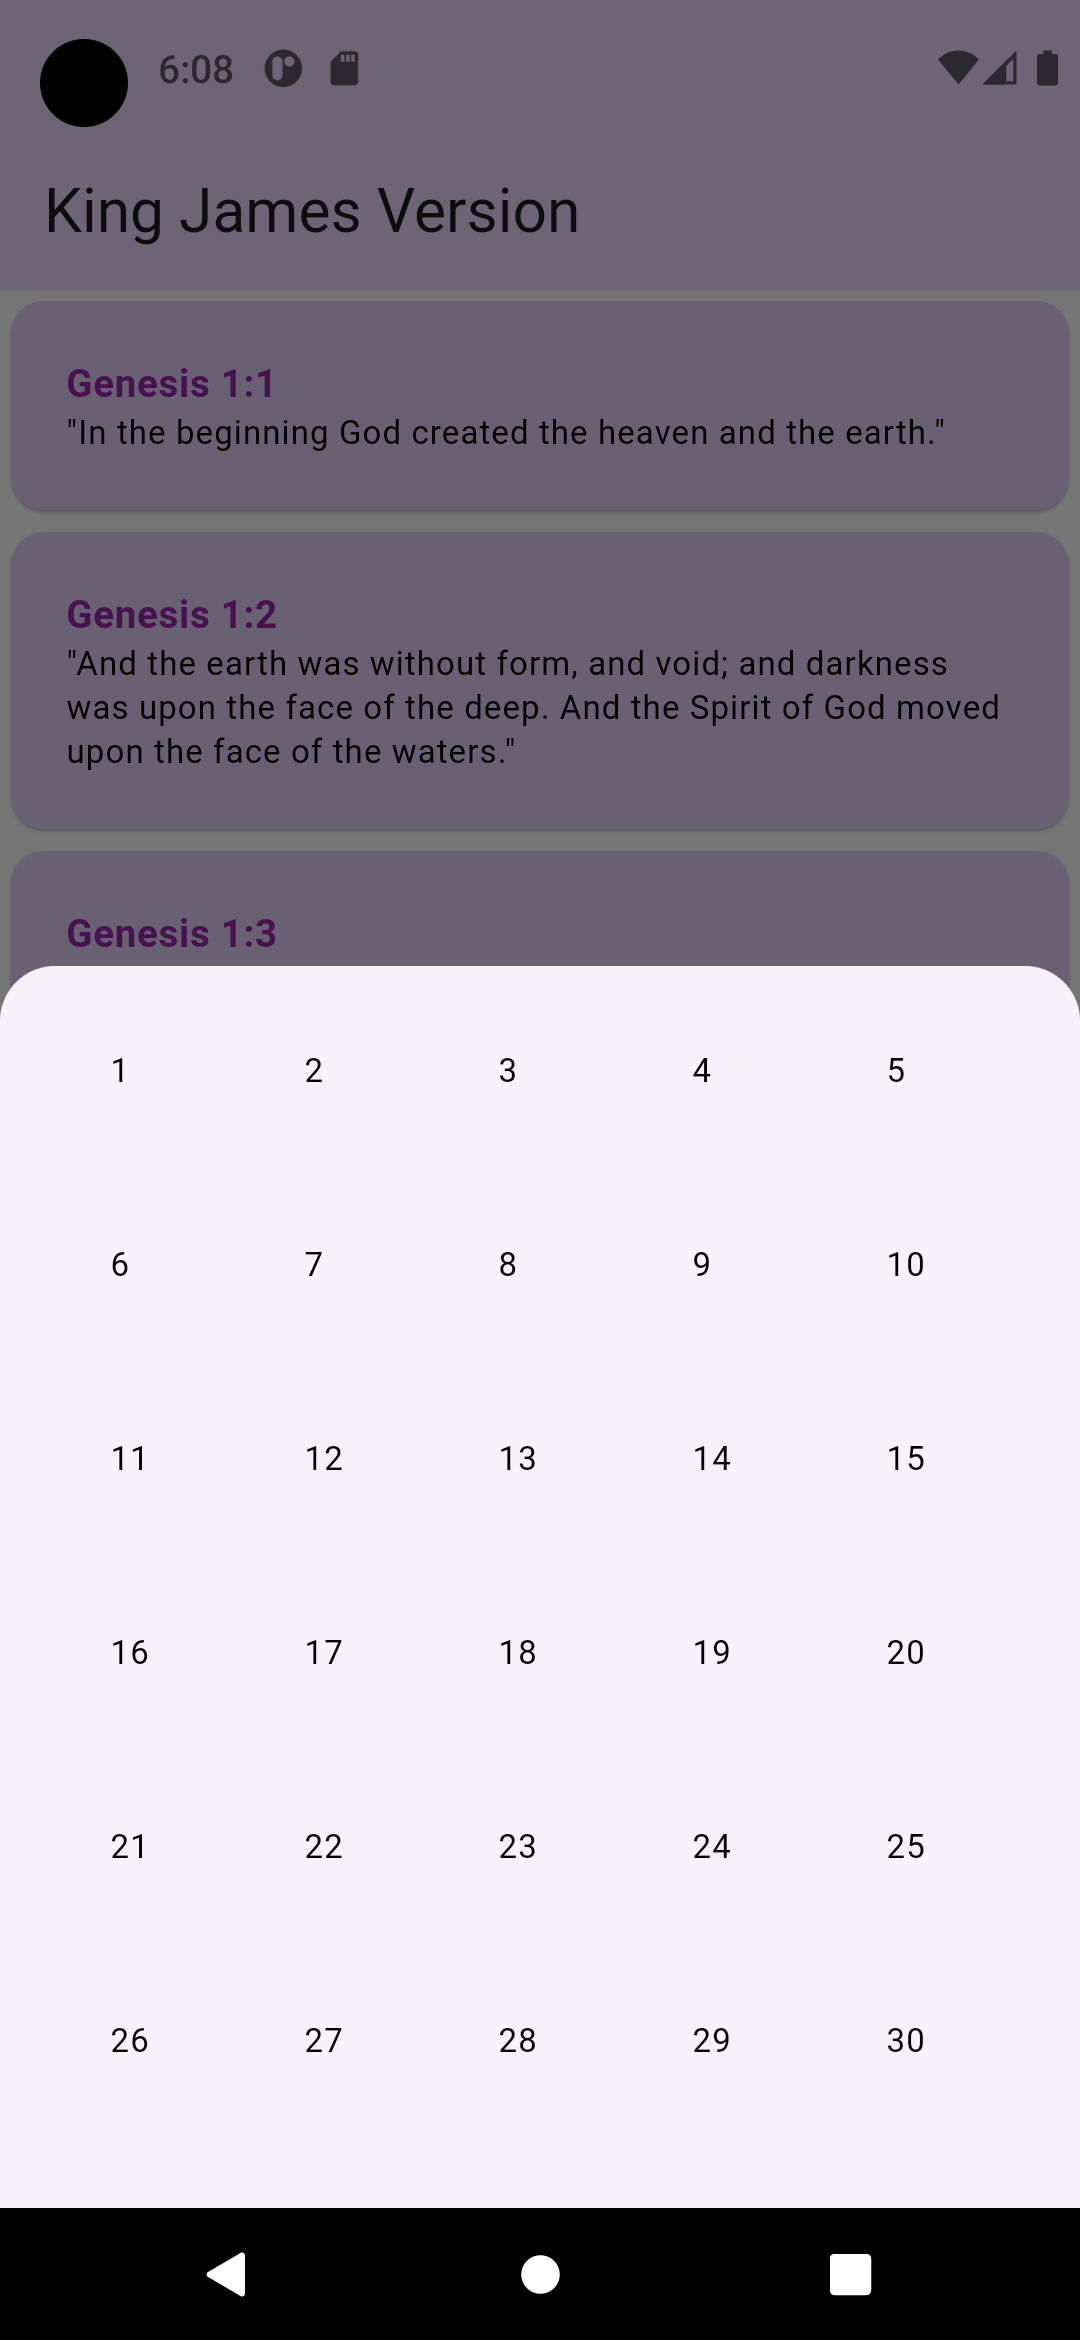 6:08
King James Version
Genesis 1:1
"In the beginning God created the heaven and the earth."
Genesis 1:2
"And the earth was without form, and void; and darkness
was upon the face of the deep. And the Spirit of God moved
upon the face of the waters."
Genesis 1:3
1 2 3 4 5
6 7 8 9 10
11 12 13 14 15
16 17 18 19 20
21 22 23 24 25
26 27 28 29 30